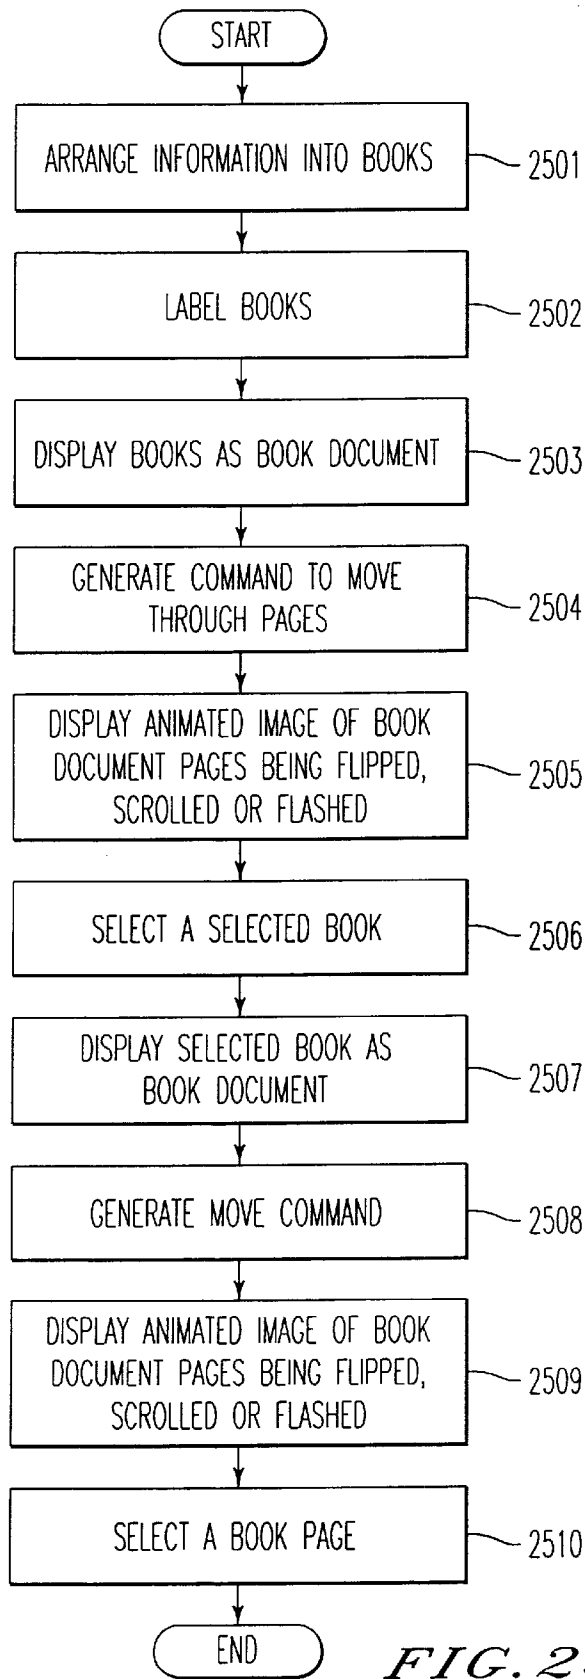 START
ARRANGE INFORMATION INTO BOOKS
2501
LABEL BOOKS
2502
DISPLAY BOOKS AS BOOK DOCUMENT
2503
GENERATE COMMAND TO MOVE
THROUGH PAGES
2504
DISPLAY ANIMATED IMAGE OF BOOK
DOCUMENT PAGES BEING FLIPPED,
SCROLLED OR FLASHED
2505
SELECT A SELECTED BOOK
2506
DISPLAY SELECTED BOOK AS
BOOK DOCUMENT
2507
GENERATE MOVE COMMAND
2508
DISPLAY ANIMATED IMAGE OF BOOK
DOCUMENT PAGES BEING FLIPPED,
SCROLLED OR FLASHED
2509
SELECT A BOOK PAGE
2510
END
FIG. 2